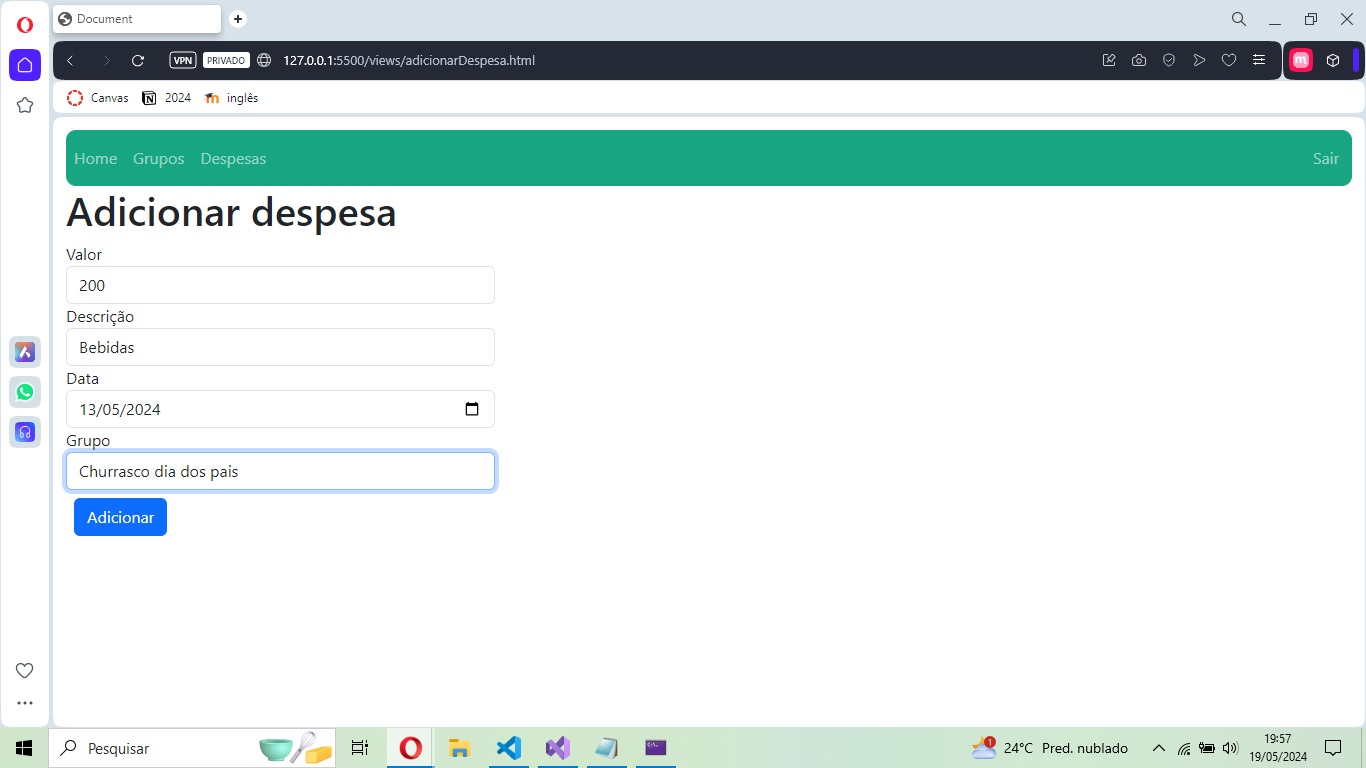 Document
VPN PRIVADO 127.0.0.1:5500/views/adicionarDespesa.html
Canvas 2024 inglês
Home Grupos Despesas Sair
Adicionar despesa
Valor
200
Descrição
Bebidas
Data
13/05/2024
Grupo
Churrasco dia dos pais
Adicionar
Pesquisar
1
24°C Pred. nublado
19:57
19/05/2024